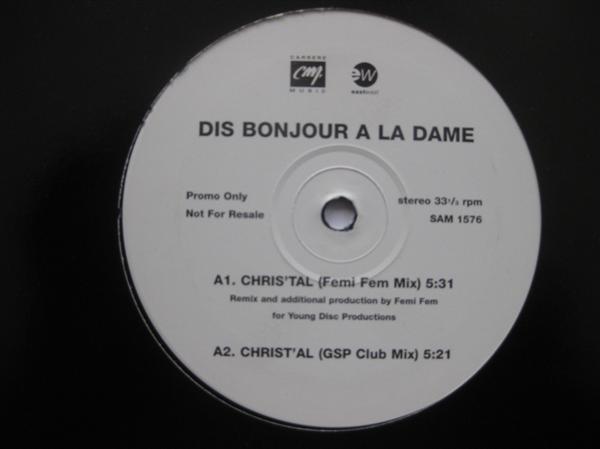 CARRERE
cmj
MUSIC
ew
eastwest
DIS BONJOUR A LA DAME
Promo Only
Not For Resale
stereo 33¹/₃ rpm
SAM 1576
A1. CHRIS'TAL (Femi Fem Mix) 5:31
Remix and additional production by Femi Fem
for Young Disc Productions
A2. CHRIST'AL (GSP Club Mix) 5:21